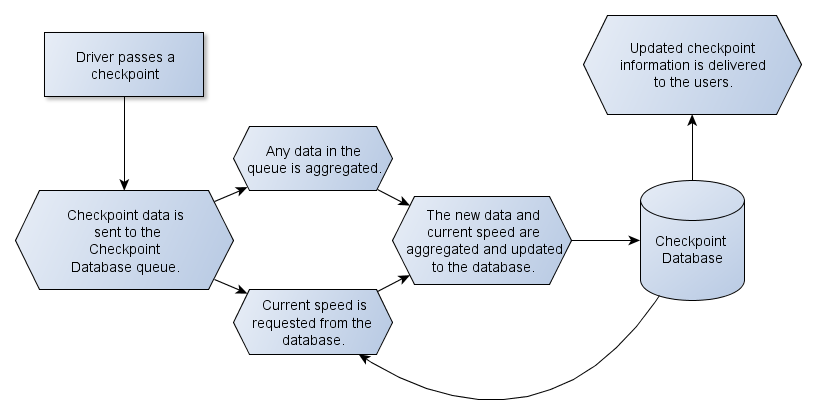 Driver passes a
checkpoint
Updated checkpoint
information is delivered
to the users.
Any data in the
queue is aggregated.
Checkpoint data is
sent to the
Checkpoint
Database queue.
The new data and
current speed are
aggregated and updated
to the database.
Checkpoint
Database
Current speed is
requested from the
database.